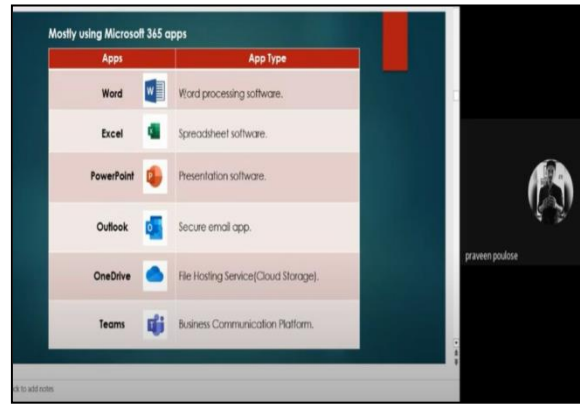 Mostly using Microsoft 365 apps
Apps App Type
Word Word processing software.
Excel Spreadsheet software.
PowerPoint Presentation software.
Outlook Secure email app.
OneDrive File Hosting Service(Cloud Storage).
Teams Business Communication Platform.
praveen poulose
to add notes